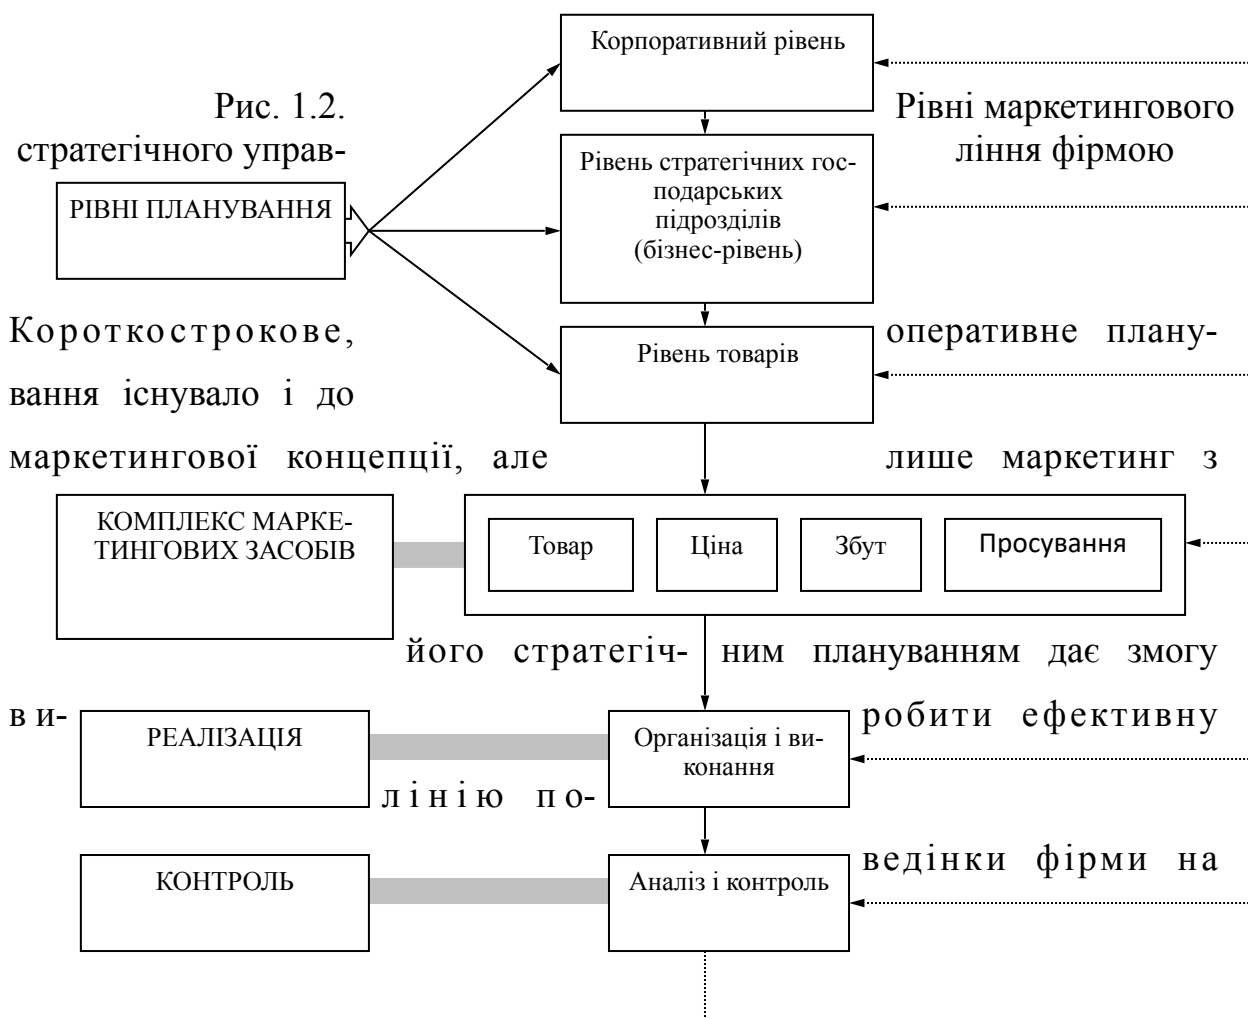 Корпоративний рівень
Рис. 1.2. Рівні маркетингового
стратегічного управ- ління фірмою
Рівень стратегічних гос-
подарських
підрозділів
(бізнес-рівень)
РІВНІ ПЛАНУВАННЯ
Короткострокове, оперативне плану-
Рівень товарів
вання існувало і до
маркетингової концепції, але лише маркетинг з
КОМПЛЕКС МАРКЕ-
ТИНГОВИХ ЗАСОБІВ
Товар
Ціна
Збут
Просування
його стратегіч- ним плануванням дає змогу
ви- робити ефективну
РЕАЛІЗАЦІЯ
Організація і ви-
конання
лінію по-
ведінки фірми на
КОНТРОЛЬ
Аналіз і контроль